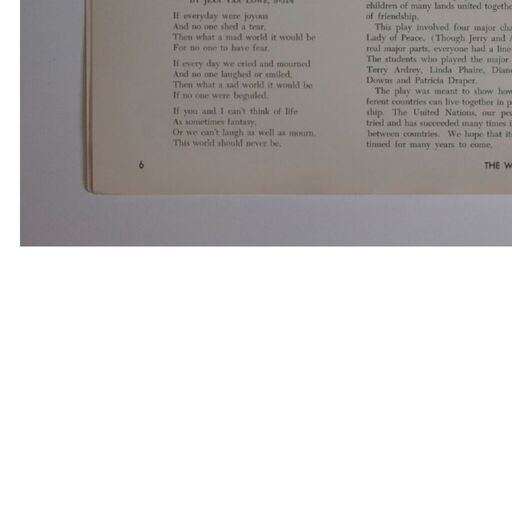 BY JEAN VAN LOWE, 9-324
If everyday were joyous
And no one shed a tear,
Then what a mad world it would be
For no one to have fear.
If every day we cried and mourned
And no one laughed or smiled,
Then what a sad world it would be
If no one were beguiled.
If you and I can't think of life
As sometimes fantasy,
Or we can't laugh as well as mourn,
This world should never be.
6
children of many lands united togethe
of friendship.
This play involved four major cha
Lady of Peace. (Though Jerry and A
real major parts, everyone had a line
The students who played the major
Terry Ardrey, Linda Phaire, Dian
Downs and Patricia Draper.
The play was meant to show how
ferent countries can live together in p
ship. The United Nations, our pe
tried and has succeeded many times i
between countries. We hope that it
tinued for many years to come.
THE W